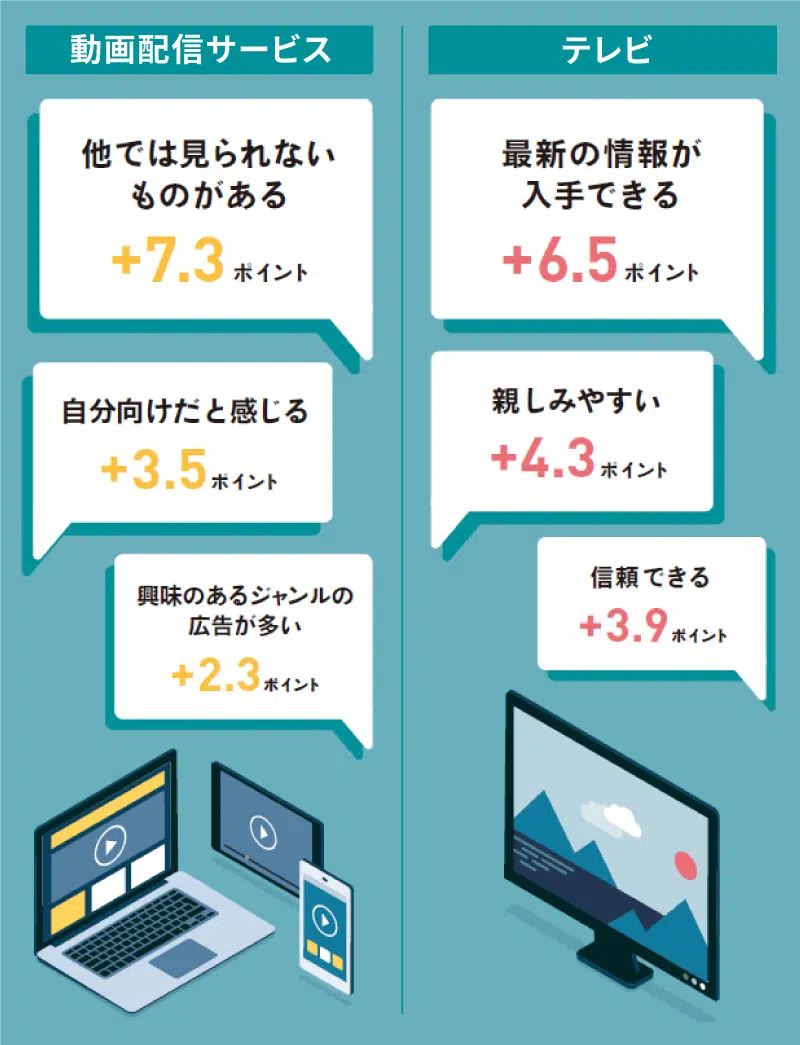 動画配信サービス
他では見られない
ものがある
+7.3ポイント
自分向けだと感じる
+3.5ポイント
興味のあるジャンルの
広告が多い
+2.3ポイント
テレビ
最新の情報が
入手できる
+6.5ポイント
親しみやすい
+4.3ポイント
信頼できる
+3.9ポイント